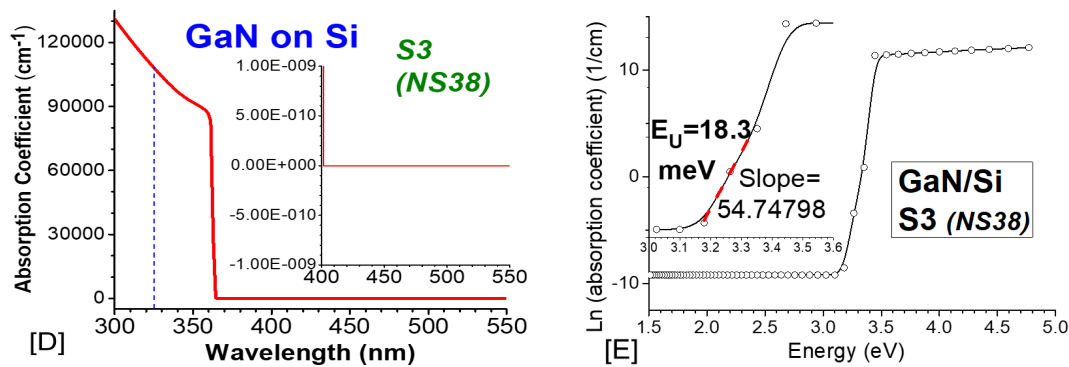 GaN on Si
S3
(NS38)
Absorption Coefficient (cm⁻¹)
120000
90000
60000
30000
0
1.00E-009
5.00E-010
0.00E+000
-5.00E-010
-1.00E-009
400 450 500 550
300 350 400 450 500 550
Wavelength (nm)
[D]
Ln (absorption coefficient) (1/cm)
10
0
-10
E_U=18.3
meV
Slope=
54.74798
3.0 3.1 3.2 3.3 3.4 3.5 3.6
GaN/Si
S3 (NS38)
1.5 2.0 2.5 3.0 3.5 4.0 4.5 5.0
Energy (eV)
[E]